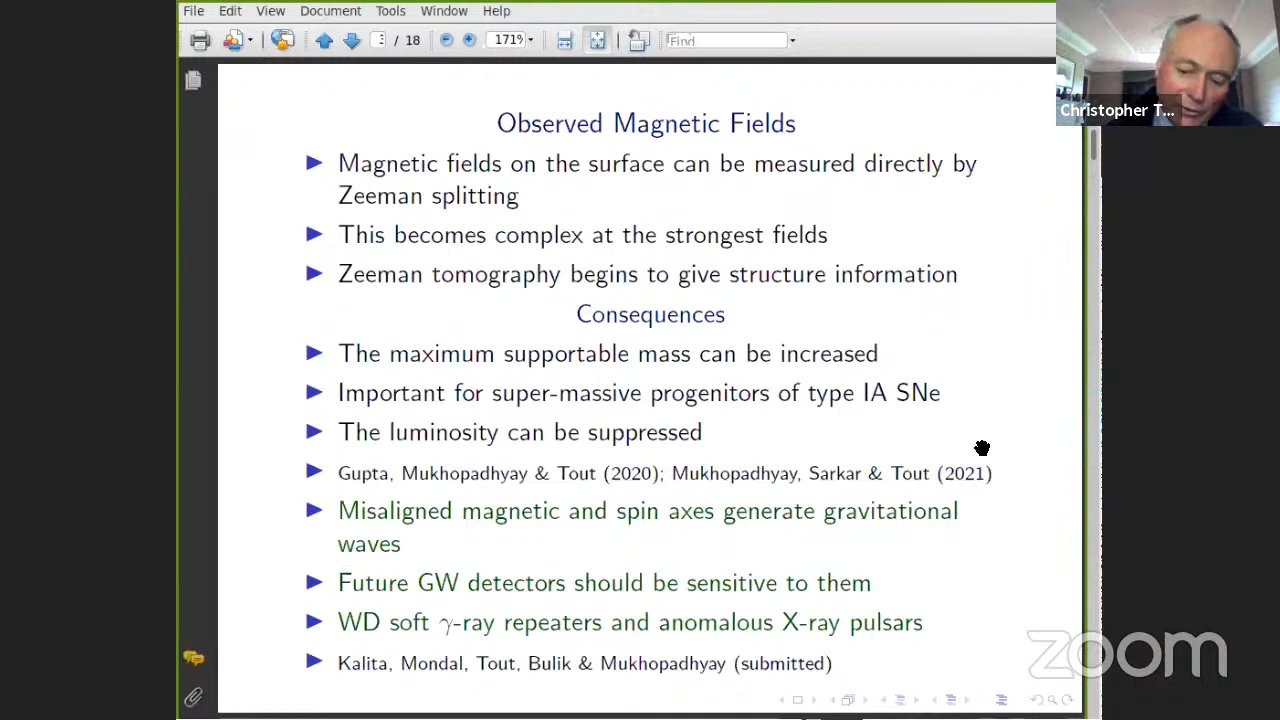 File Edit View Document Tools Window Help
/ 18 171% Find
Christopher T...
Observed Magnetic Fields
Magnetic fields on the surface can be measured directly by
Zeeman splitting
This becomes complex at the strongest fields
Zeeman tomography begins to give structure information
Consequences
The maximum supportable mass can be increased
Important for super-massive progenitors of type IA SNe
The luminosity can be suppressed
Gupta, Mukhopadhyay & Tout (2020); Mukhopadhyay, Sarkar & Tout (2021)
Misaligned magnetic and spin axes generate gravitational
waves
Future GW detectors should be sensitive to them
WD soft γ-ray repeaters and anomalous X-ray pulsars
Kalita, Mondal, Tout, Bulik & Mukhopadhyay (submitted)
zoom